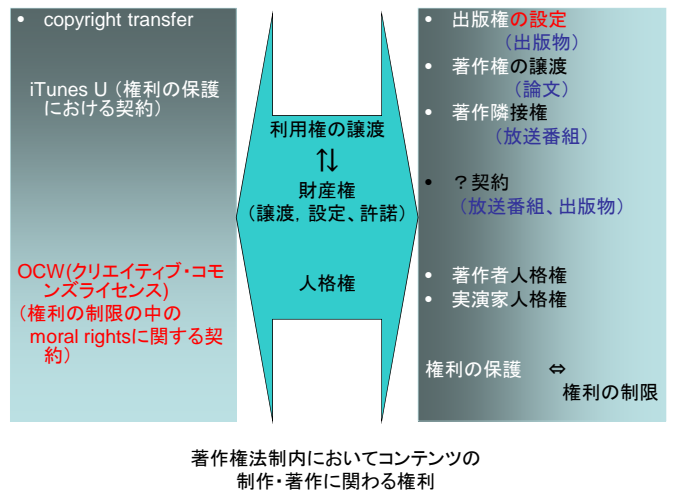 • copyright transfer
iTunes U（権利の保護
における契約）
OCW(クリエイティブ・コモ
ンズライセンス)
（権利の制限の中の
moral rightsに関する契
約）
利用権の譲渡
⇅
財産権
（譲渡，設定、許諾）
人格権
• 出版権の設定
（出版物）
• 著作権の譲渡
（論文）
• 著作隣接権
（放送番組）
• ？契約
（放送番組、出版物）
• 著作者人格権
• 実演家人格権
権利の保護 ⇔
権利の制限
著作権法制内においてコンテンツの
制作・著作に関わる権利